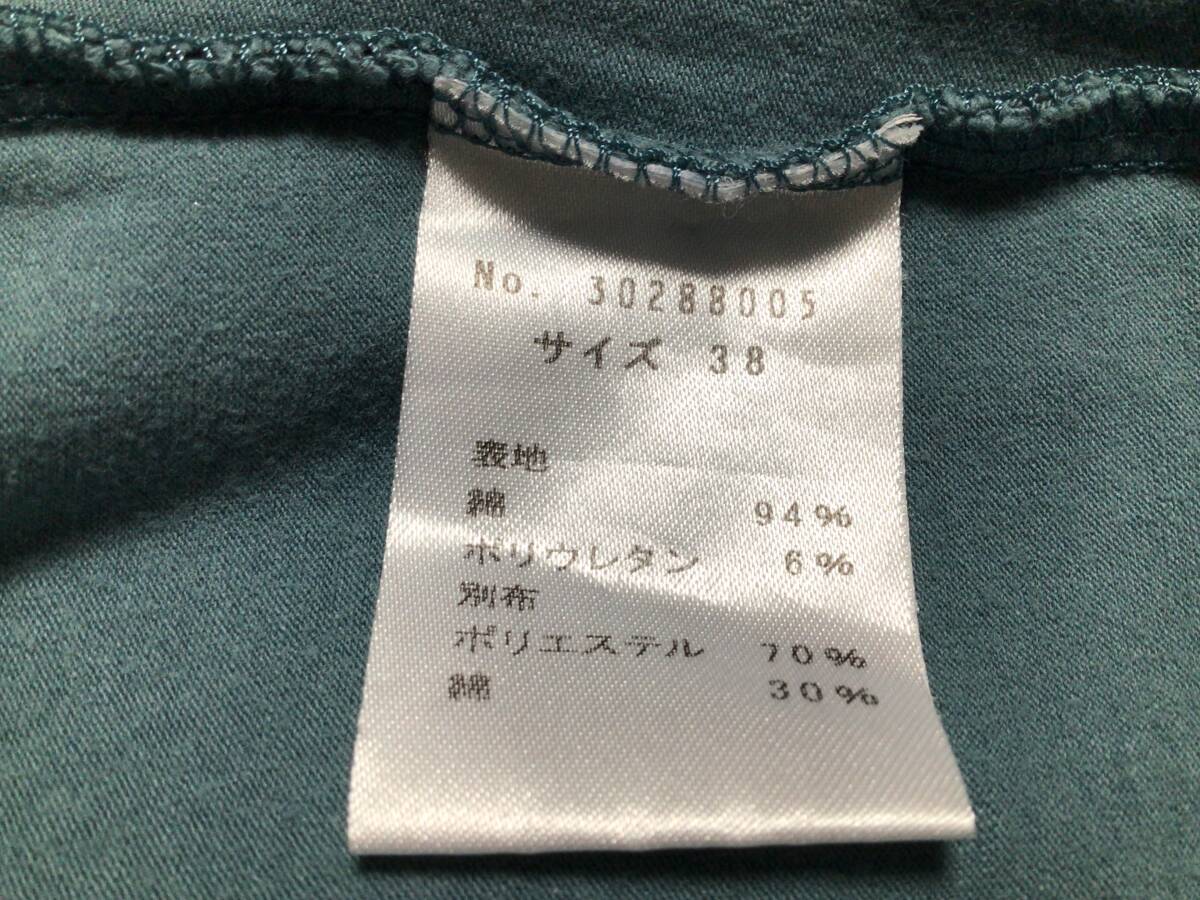 No. 30288005
サイズ 38
表地
綿 94%
ポリウレタン 6%
別布
ポリエステル 70%
綿 30%